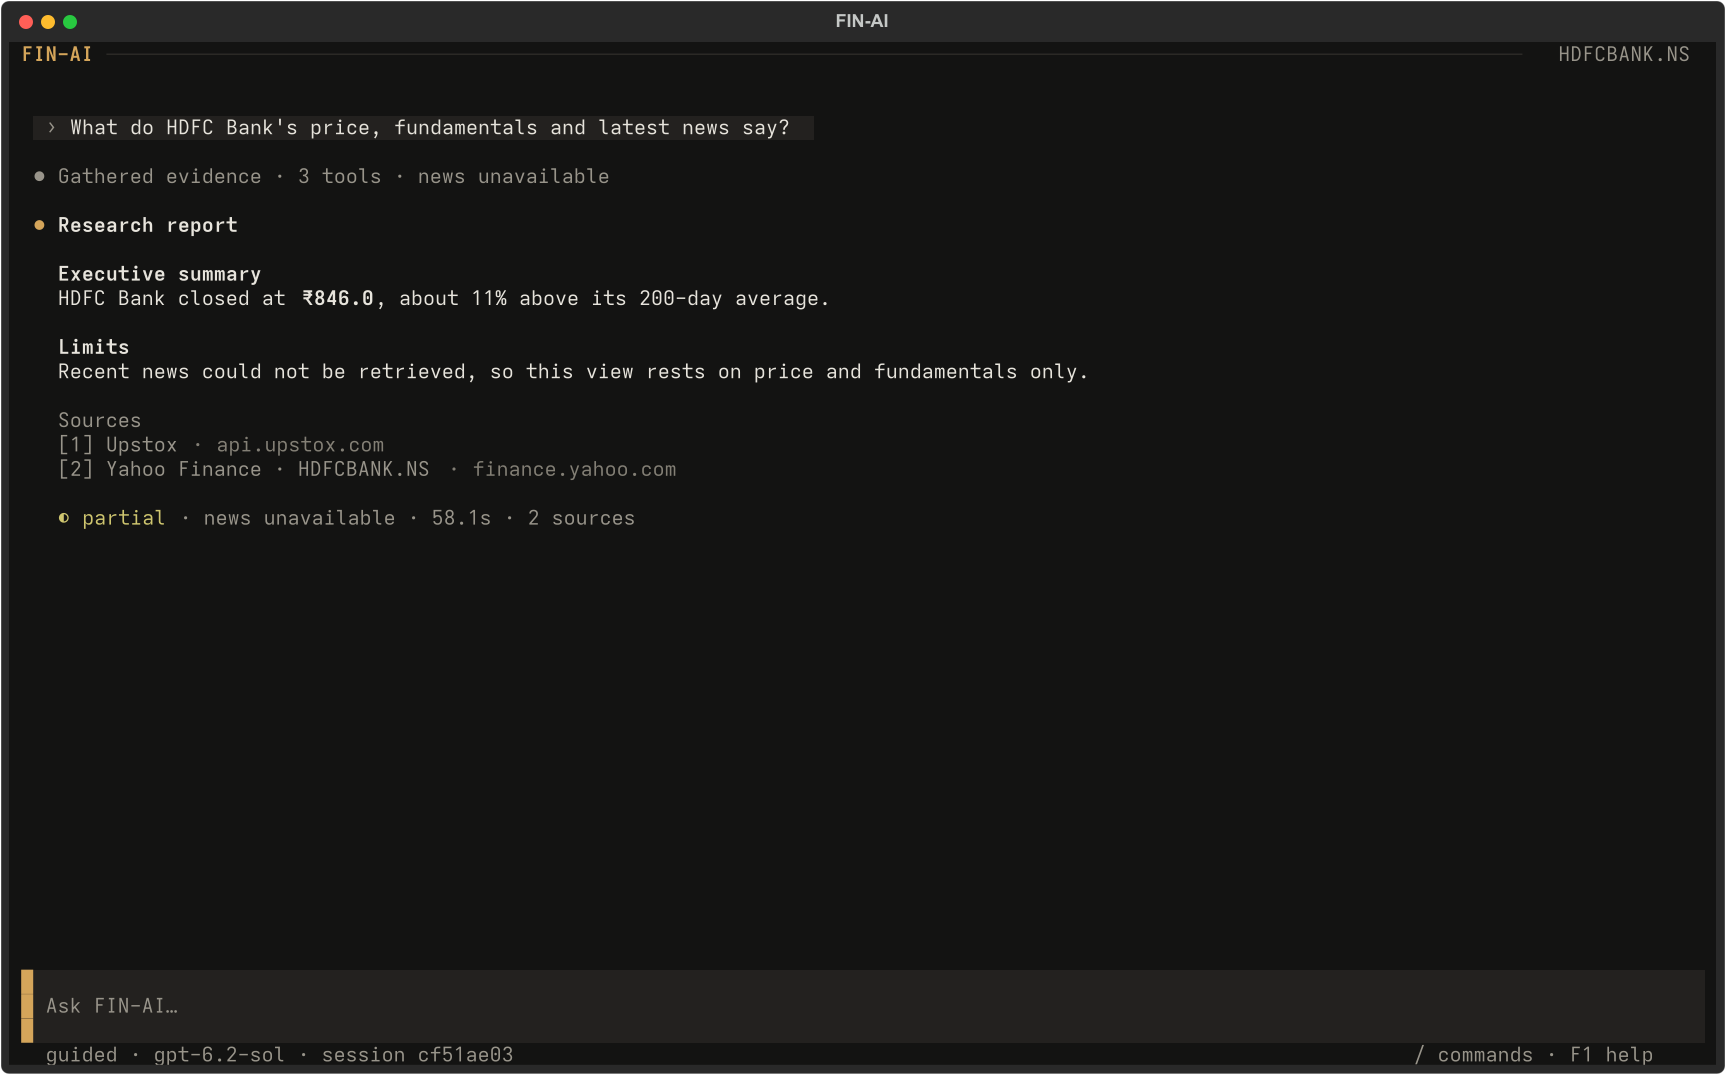 FIN-AI
FIN-AI HDFCBANK.NS
› What do HDFC Bank's price, fundamentals and latest news say?
● Gathered evidence · 3 tools · news unavailable
● Research report
Executive summary
HDFC Bank closed at ₹846.0, about 11% above its 200-day average.
Limits
Recent news could not be retrieved, so this view rests on price and fundamentals only.
Sources
[1] Upstox · api.upstox.com
[2] Yahoo Finance · HDFCBANK.NS · finance.yahoo.com
◐ partial · news unavailable · 58.1s · 2 sources
Ask FIN-AI…
guided · gpt-6.2-sol · session cf51ae03 / commands · F1 help